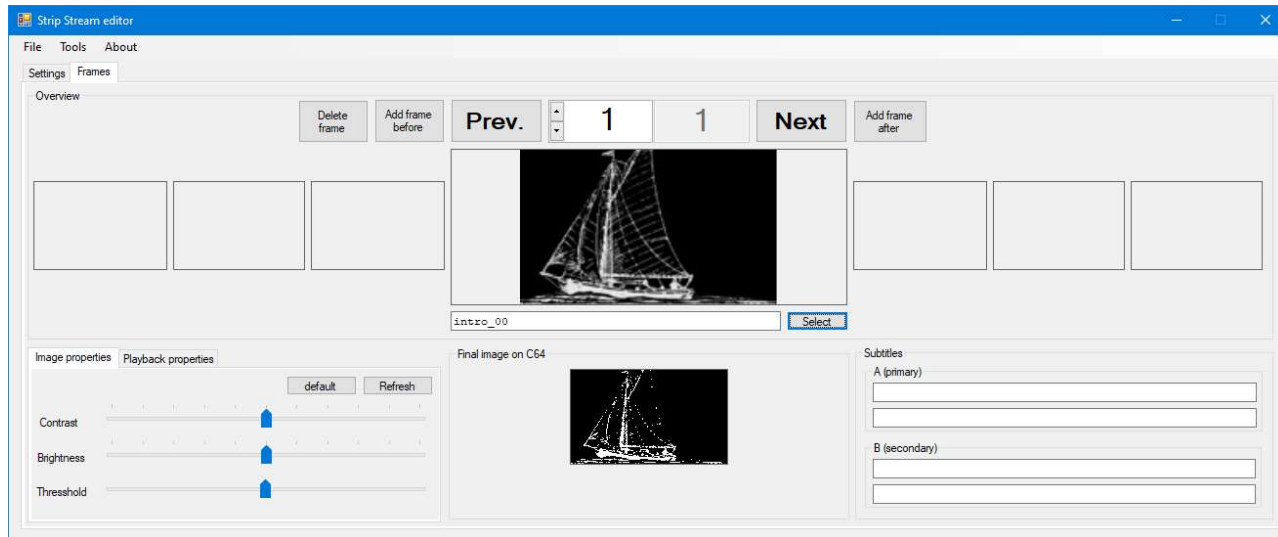 Strip Stream editor
File Tools About
Settings Frames
Overview
Delete frame
Add frame before
Prev.
1
1
Next
Add frame after
intro_00
Select
Image properties Playback properties
default Refresh
Contrast
Brightness
Thresshold
Final image on C64
Subtitles
A (primary)
B (secondary)